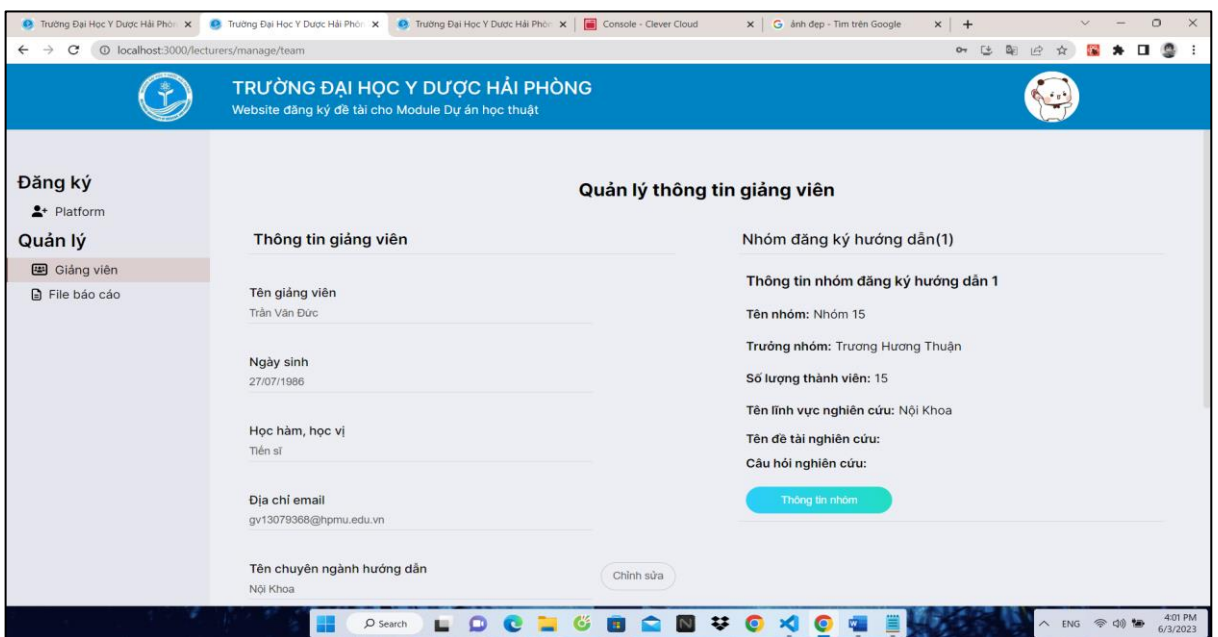 Trường Đại Học Y Dược Hải Phòn
Trường Đại Học Y Dược Hải Phòn
Trường Đại Học Y Dược Hải Phòn
Console - Clever Cloud
ảnh đẹp - Tìm trên Google
localhost:3000/lecturers/manage/team
TRƯỜNG ĐẠI HỌC Y DƯỢC HẢI PHÒNG
Website đăng ký đề tài cho Module Dự án học thuật
Đăng ký
Platform
Quản lý
Giảng viên
File báo cáo
Quản lý thông tin giảng viên
Thông tin giảng viên
Tên giảng viên
Trần Văn Đức
Ngày sinh
27/07/1986
Học hàm, học vị
Tiến sĩ
Địa chỉ email
gv13079368@hpmu.edu.vn
Tên chuyên ngành hướng dẫn
Nội Khoa
Chỉnh sửa
Nhóm đăng ký hướng dẫn(1)
Thông tin nhóm đăng ký hướng dẫn 1
Tên nhóm: Nhóm 15
Trưởng nhóm: Trương Hương Thuận
Số lượng thành viên: 15
Tên lĩnh vực nghiên cứu: Nội Khoa
Tên đề tài nghiên cứu:
Câu hỏi nghiên cứu:
Thông tin nhóm
Search
ENG
4:01 PM
6/3/2023